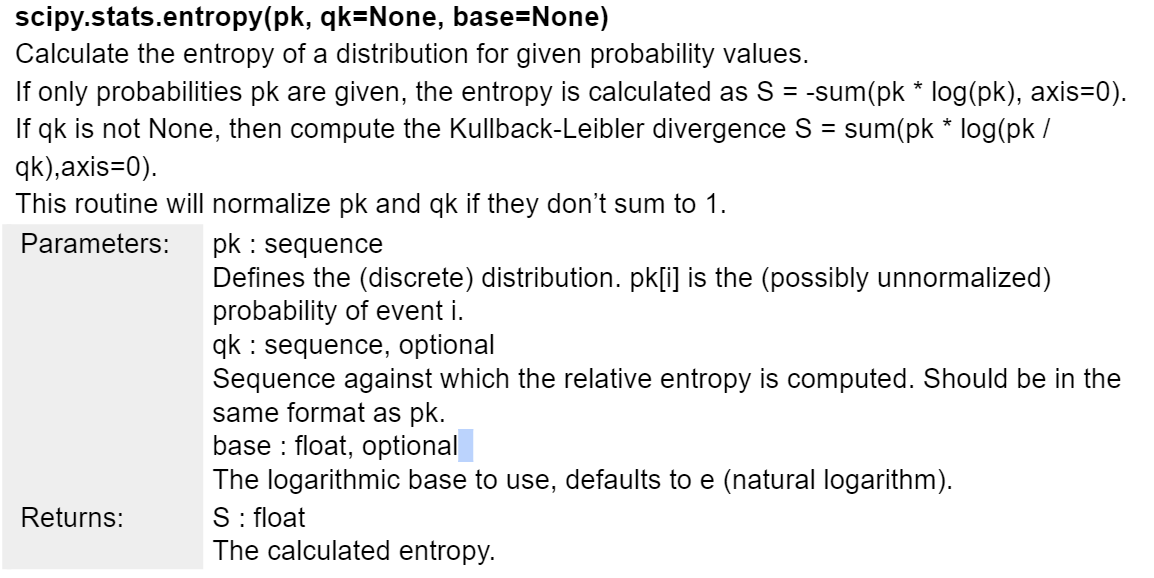 scipy.stats.entropy(pk, qk=None, base=None)
Calculate the entropy of a distribution for given probability values.
If only probabilities pk are given, the entropy is calculated as S = -sum(pk * log(pk), axis=0).
If qk is not None, then compute the Kullback-Leibler divergence S = sum(pk * log(pk /
qk),axis=0).
This routine will normalize pk and qk if they don’t sum to 1.
Parameters: pk : sequence
Defines the (discrete) distribution. pk[i] is the (possibly unnormalized)
probability of event i.
qk : sequence, optional
Sequence against which the relative entropy is computed. Should be in the
same format as pk.
base : float, optional
The logarithmic base to use, defaults to e (natural logarithm).
Returns: S : float
The calculated entropy.